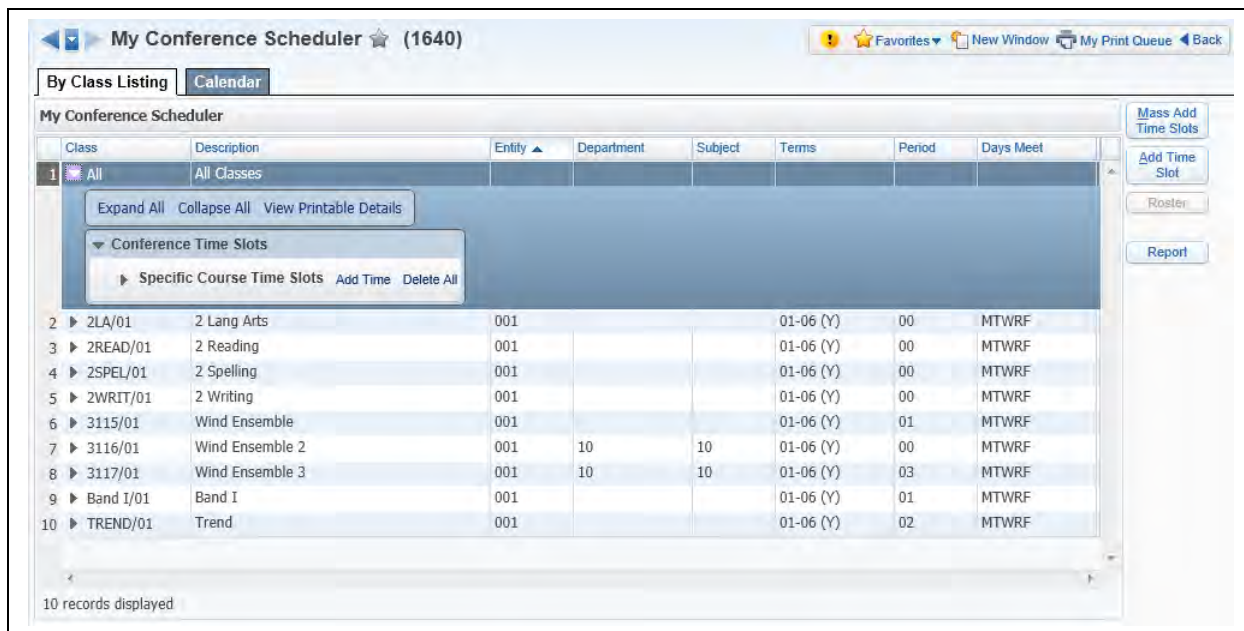 My Conference Scheduler (1640)
Favorites New Window My Print Queue Back
By Class Listing Calendar
My Conference Scheduler
Mass Add Time Slots
Class Description Entity Department Subject Terms Period Days Meet
Add Time Slot
1 All All Classes
Roster
Expand All Collapse All View Printable Details
Conference Time Slots
Report
Specific Course Time Slots Add Time Delete All
2 2LA/01 2 Lang Arts 001 01-06 (Y) 00 MTWRF
3 2READ/01 2 Reading 001 01-06 (Y) 00 MTWRF
4 2SPEL/01 2 Spelling 001 01-06 (Y) 00 MTWRF
5 2WRIT/01 2 Writing 001 01-06 (Y) 00 MTWRF
6 3115/01 Wind Ensemble 001 01-06 (Y) 01 MTWRF
7 3116/01 Wind Ensemble 2 001 10 10 01-06 (Y) 00 MTWRF
8 3117/01 Wind Ensemble 3 001 10 10 01-06 (Y) 03 MTWRF
9 Band I/01 Band I 001 01-06 (Y) 01 MTWRF
10 TREND/01 Trend 001 01-06 (Y) 02 MTWRF
10 records displayed